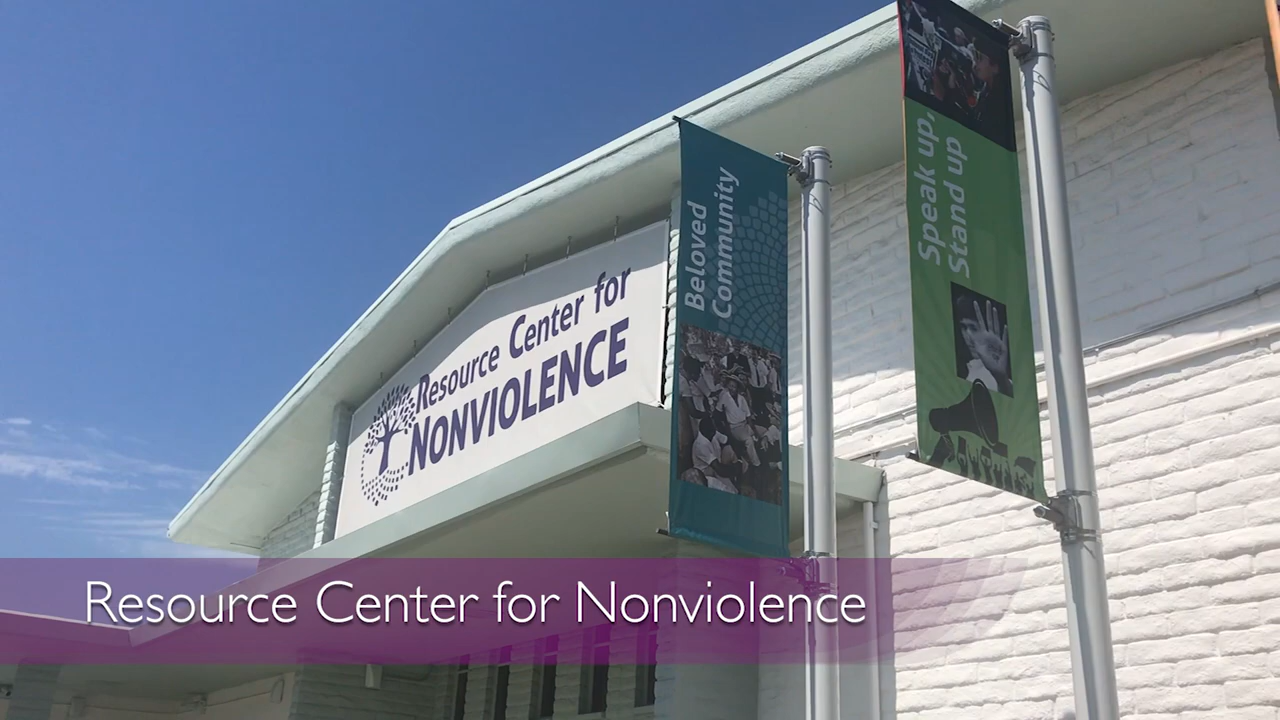 Resource Center for
NONVIOLENCE
Beloved
Community
Speak up,
Stand up
Resource Center for Nonviolence